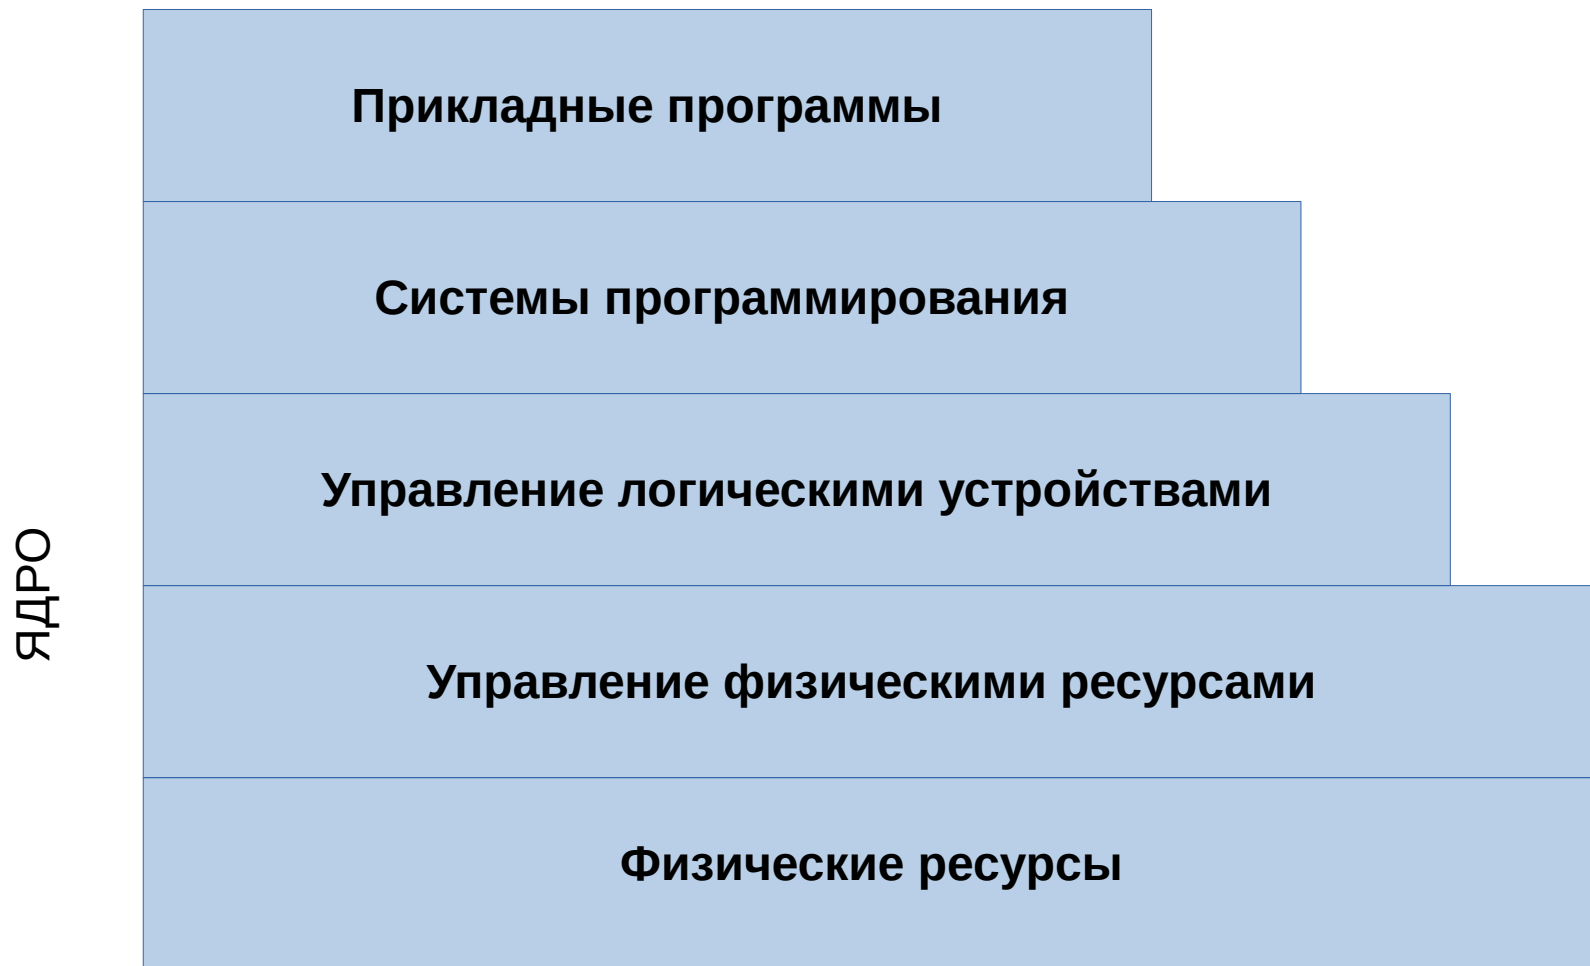 Прикладные программы
Системы программирования
Управление логическими устройствами
ЯДРО
Управление физическими ресурсами
Физические ресурсы